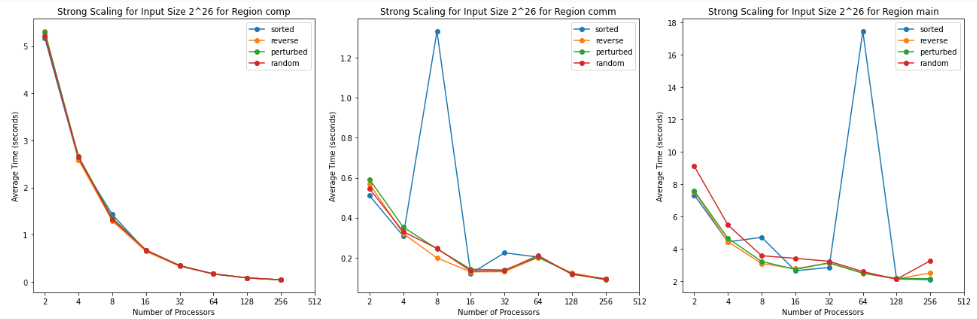 Strong Scaling for Input Size 2^26 for Region comp
Average Time (seconds)
5
4
3
2
1
0
sorted
reverse
perturbed
random
2 4 8 16 32 64 128 256 512
Number of Processors
Strong Scaling for Input Size 2^26 for Region comm
Average Time (seconds)
1.2
1.0
0.8
0.6
0.4
0.2
sorted
reverse
perturbed
random
2 4 8 16 32 64 128 256 512
Number of Processors
Strong Scaling for Input Size 2^26 for Region main
Average Time (seconds)
18
16
14
12
10
8
6
4
2
sorted
reverse
perturbed
random
2 4 8 16 32 64 128 256 512
Number of Processors